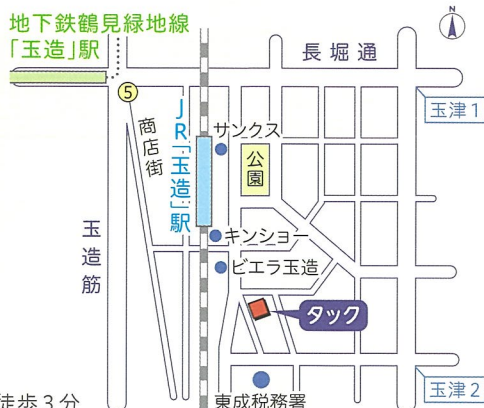 地下鉄鶴見緑地線
「玉造」駅
N
長堀通
5
玉津1
サンクス
商店街
JR「玉造」駅
公園
玉造筋
キンショー
ビエラ玉造
タック
玉津2
徒歩3分
東成税務署